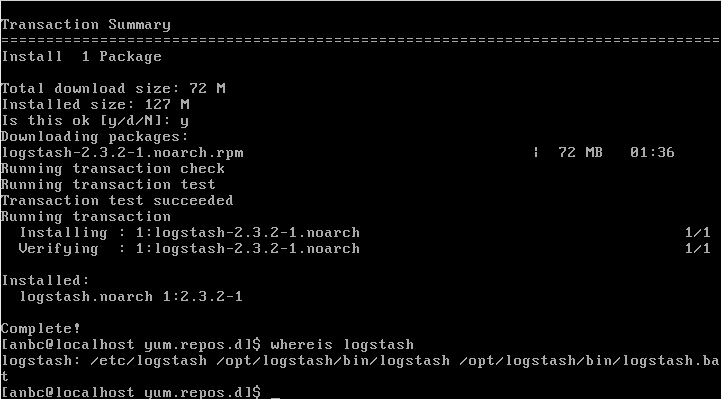 Transaction Summary
================================================================================
Install  1 Package
Total download size: 72 M
Installed size: 127 M
Is this ok [y/d/N]: y
Downloading packages:
logstash-2.3.2-1.noarch.rpm                                |  72 MB   01:36
Running transaction check
Running transaction test
Transaction test succeeded
Running transaction
  Installing : 1:logstash-2.3.2-1.noarch                                    1/1
  Verifying  : 1:logstash-2.3.2-1.noarch                                    1/1
Installed:
  logstash.noarch 1:2.3.2-1
Complete!
[anbc@localhost yum.repos.d]$ whereis logstash
logstash: /etc/logstash /opt/logstash/bin/logstash /opt/logstash/bin/logstash.ba
t
[anbc@localhost yum.repos.d]$ _